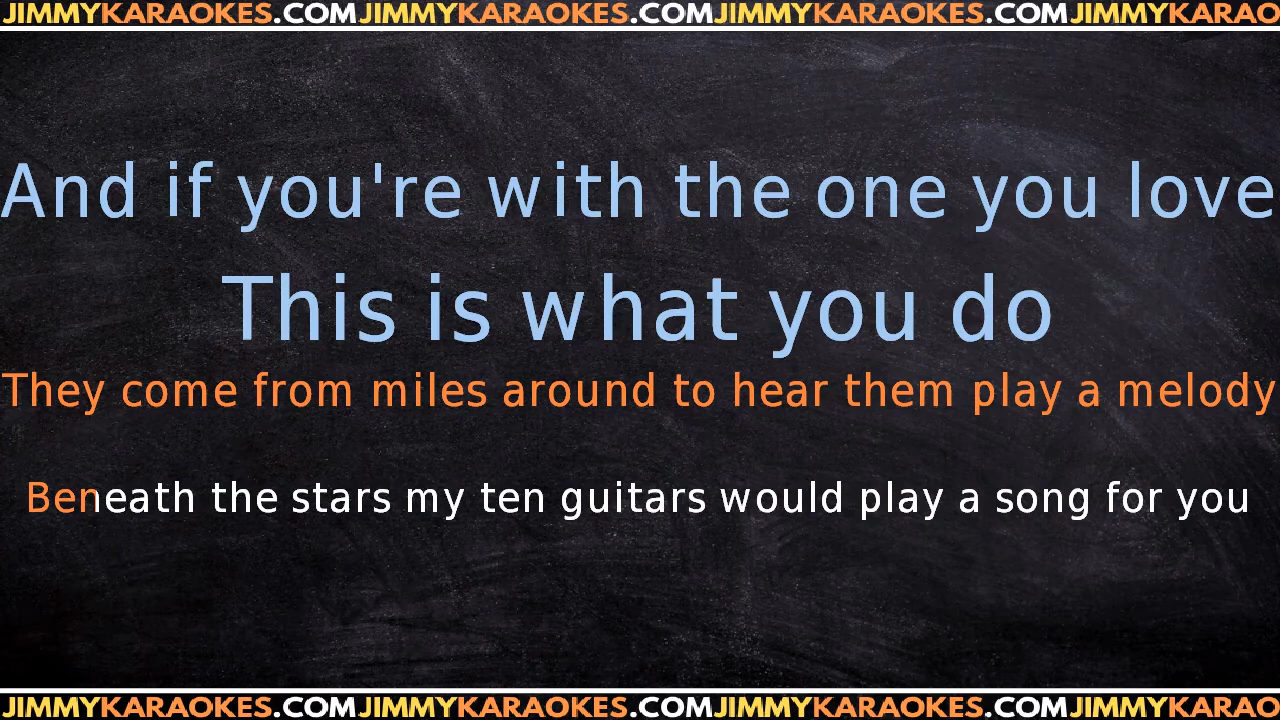 JIMMYKARAOKES.COMJIMMYKARAOKES.COMJIMMYKARAOKES.COMJIMMYKARAO
And if you're with the one you love
This is what you do
They come from miles around to hear them play a melody
Beneath the stars my ten guitars would play a song for you
JIMMYKARAOKES.COMJIMMYKARAOKES.COMJIMMYKARAOKES.COMJIMMYKARAO